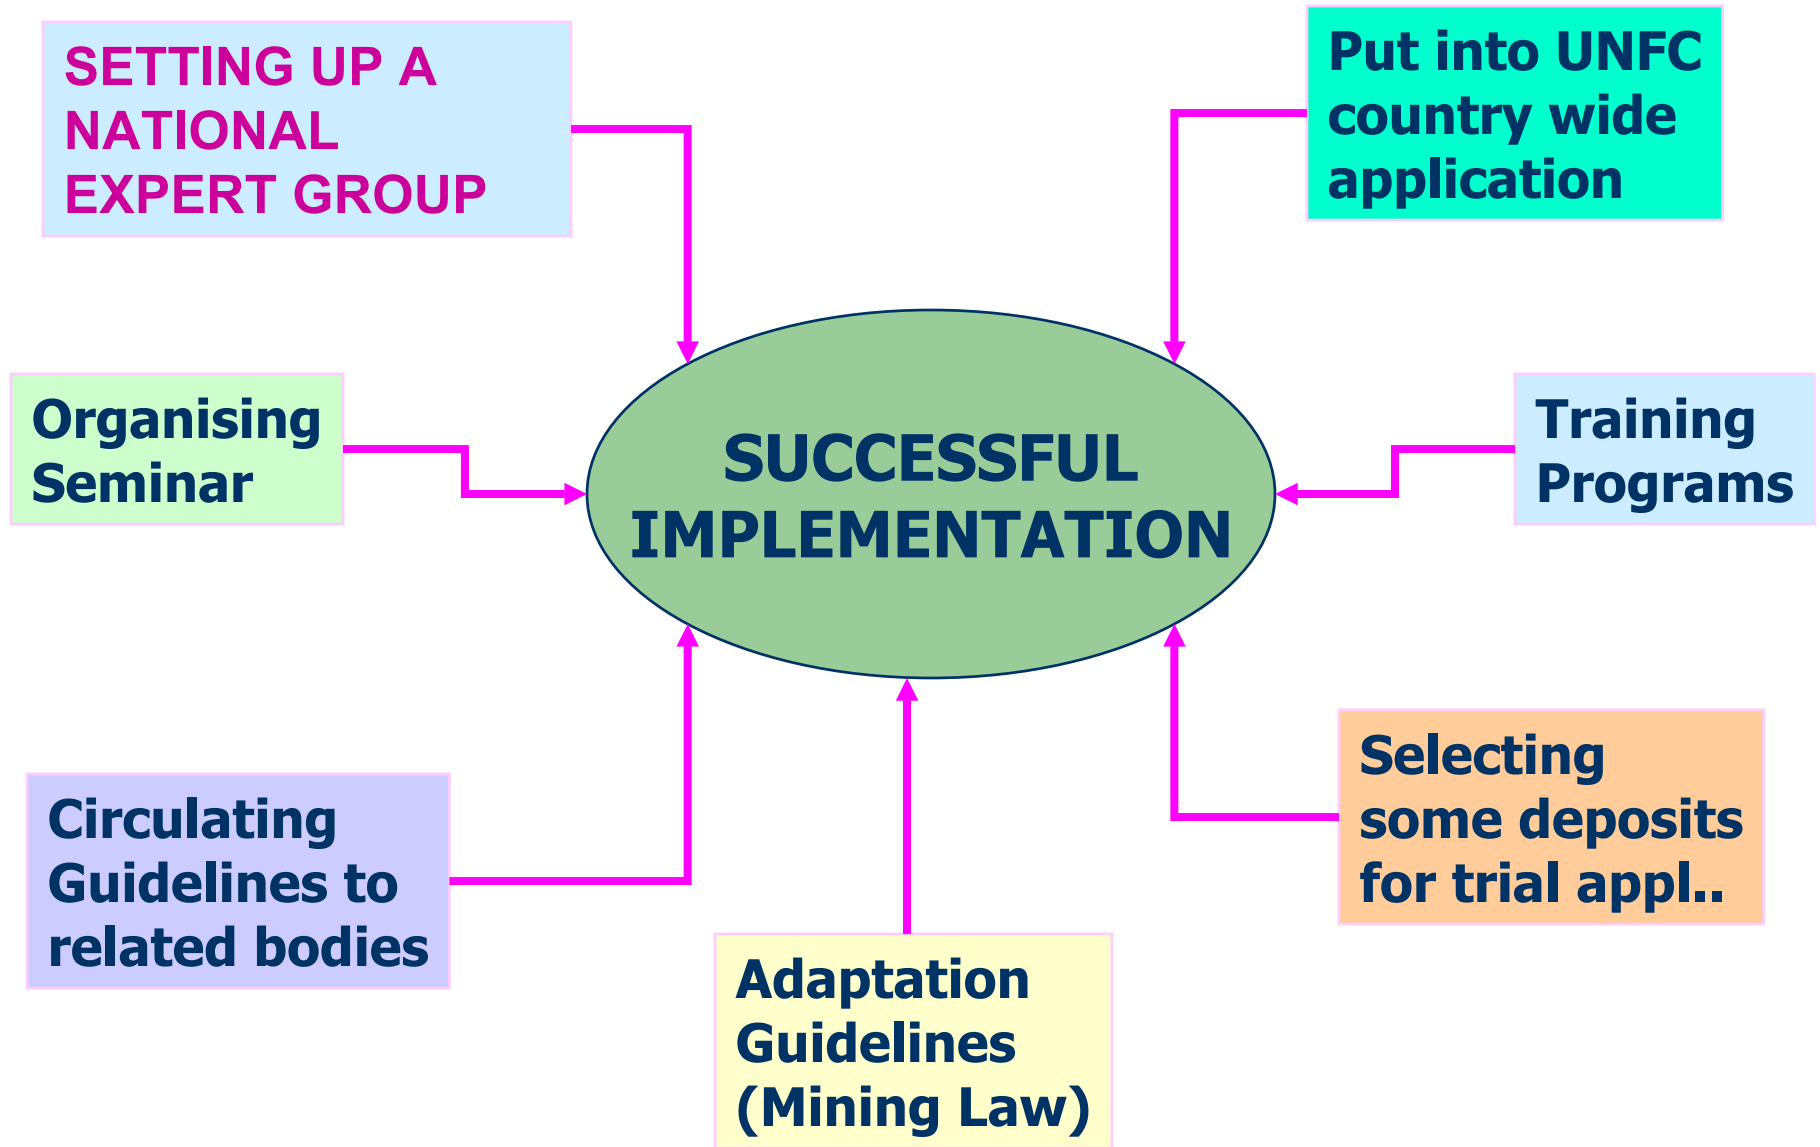 SETTING UP A
NATIONAL
EXPERT GROUP
Put into UNFC
country wide
application
Organising
Seminar
SUCCESSFUL
IMPLEMENTATION
Training
Programs
Circulating
Guidelines to
related bodies
Adaptation
Guidelines
(Mining Law)
Selecting
some deposits
for trial appl..